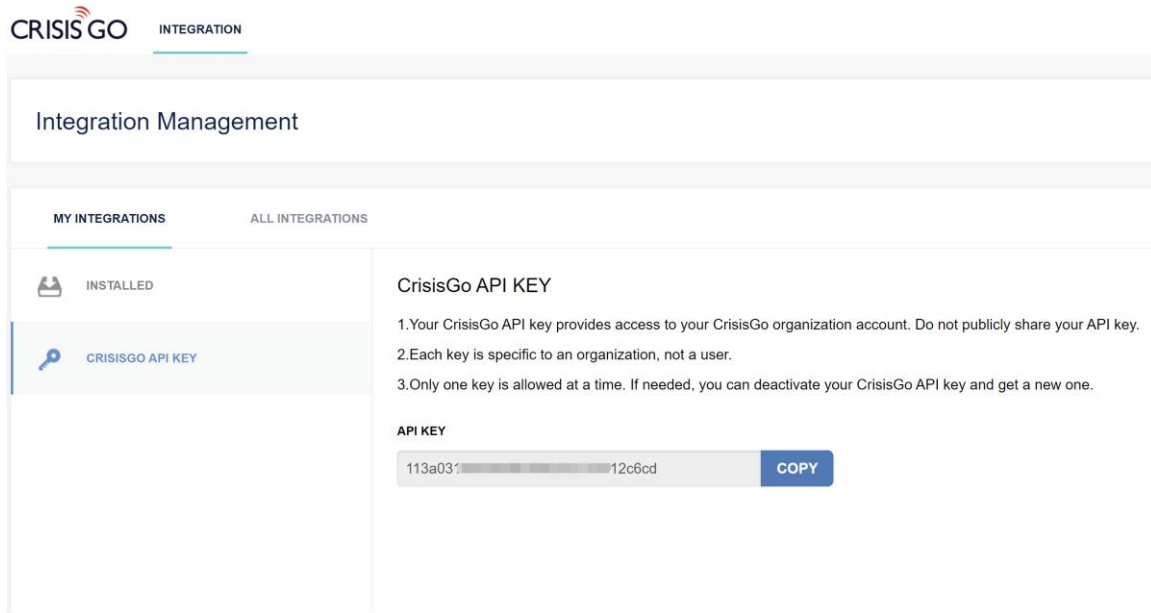 CRISIS GO
INTEGRATION
Integration Management
MY INTEGRATIONS
ALL INTEGRATIONS
INSTALLED
CRISISGO API KEY
CrisisGo API KEY
1.Your CrisisGo API key provides access to your CrisisGo organization account. Do not publicly share your API key.
2.Each key is specific to an organization, not a user.
3.Only one key is allowed at a time. If needed, you can deactivate your CrisisGo API key and get a new one.
API KEY
COPY